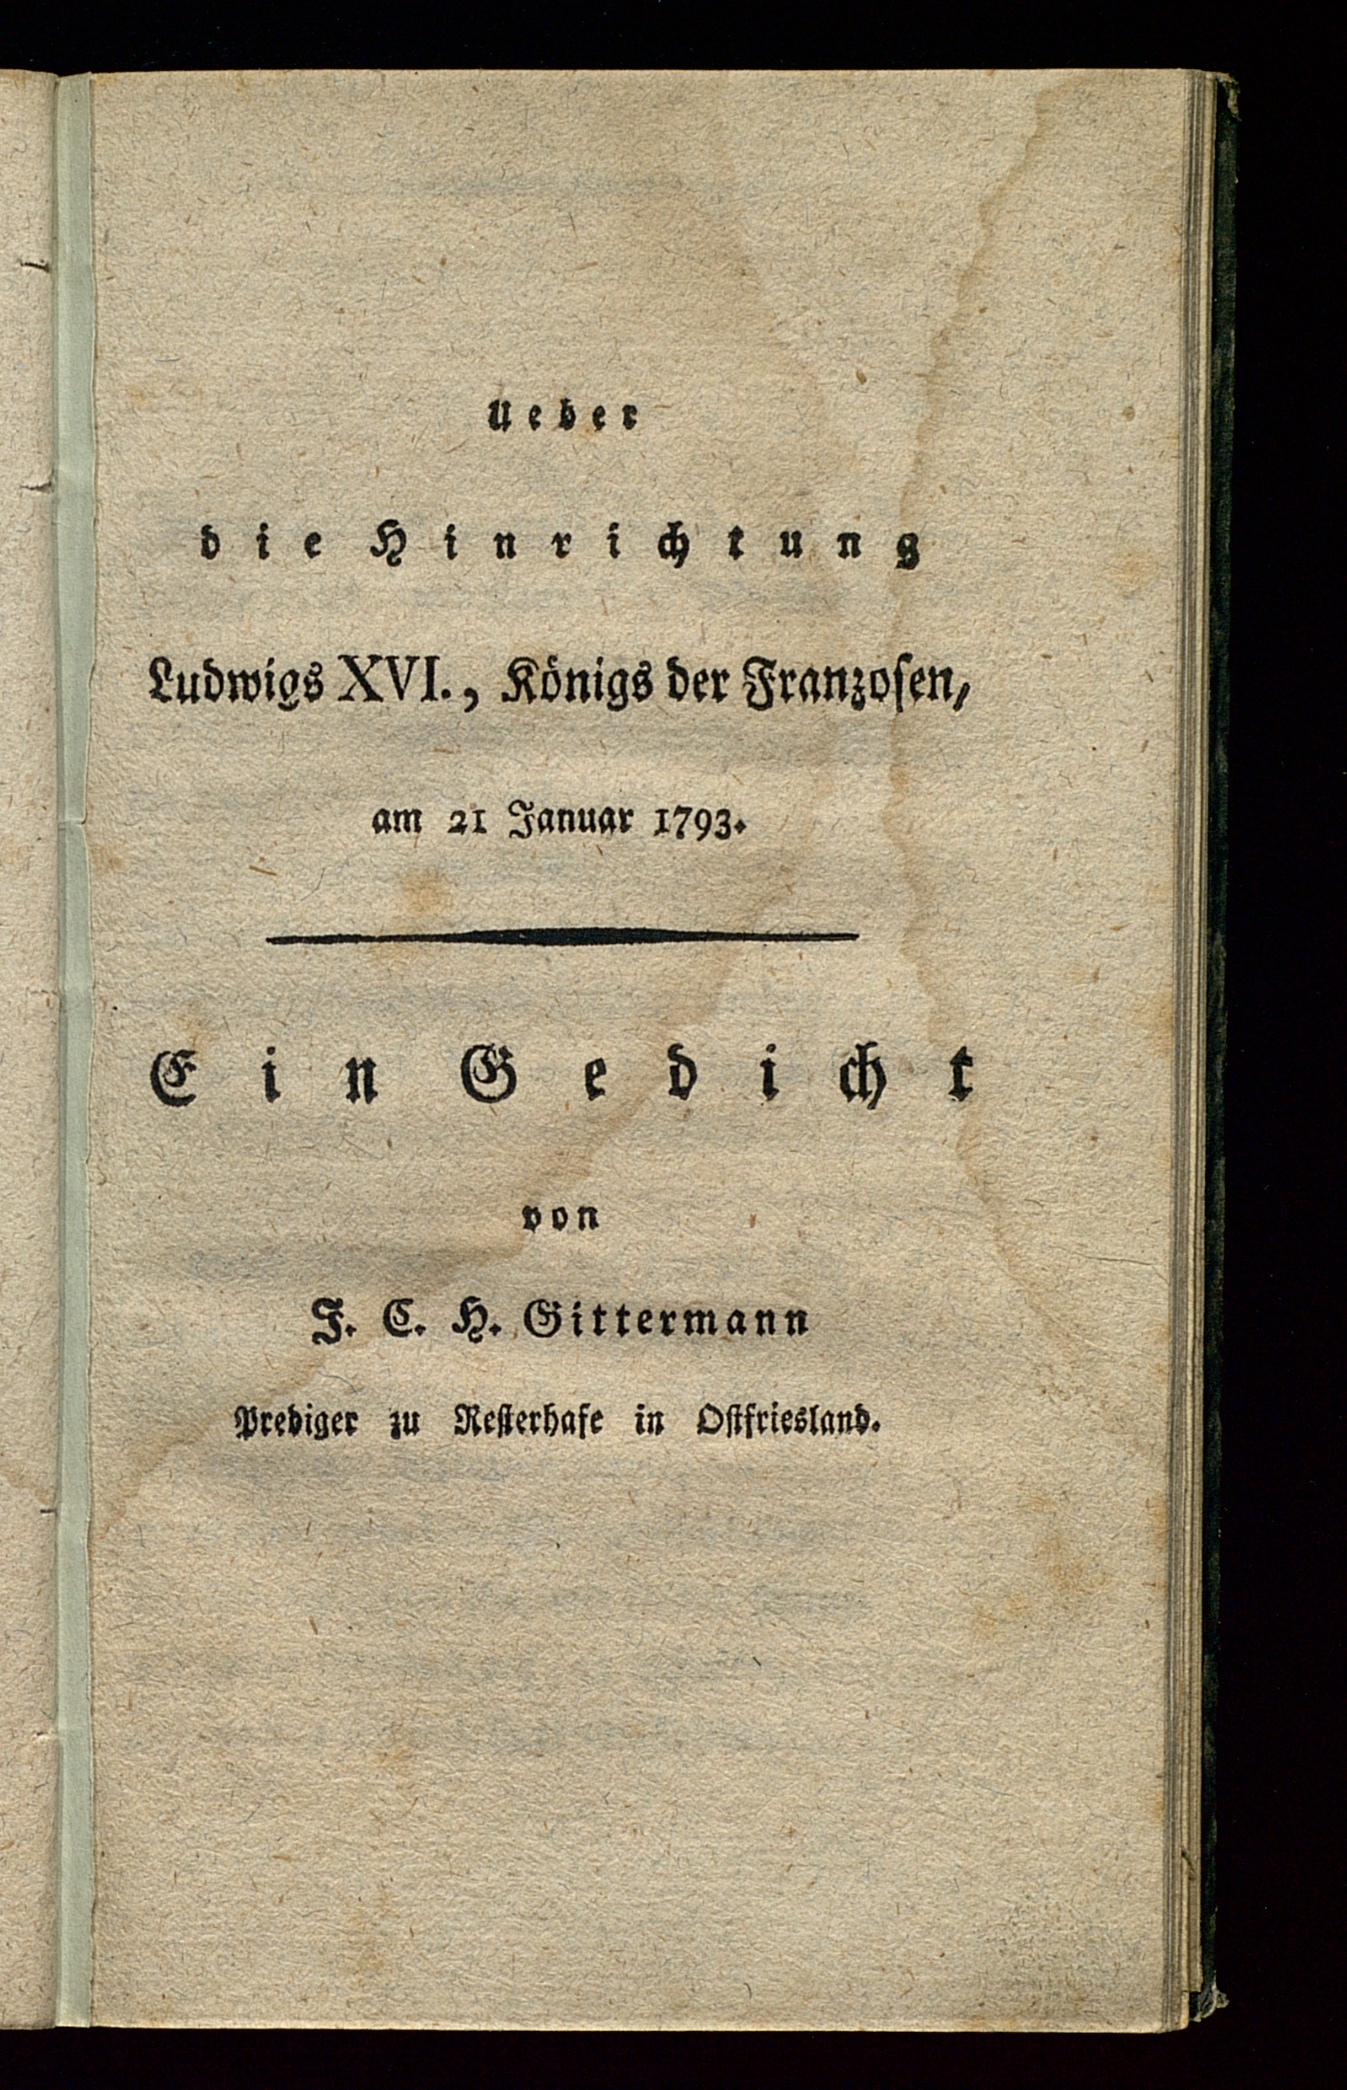 Ueber
die Hinrichtung
Ludwigs XVI., Königs der Franzosen,
am 21 Januar 1793.
Ein Gedicht
von
J. C. H. Gittermann
Prediger zu Resterhafe in Ostfriesland.